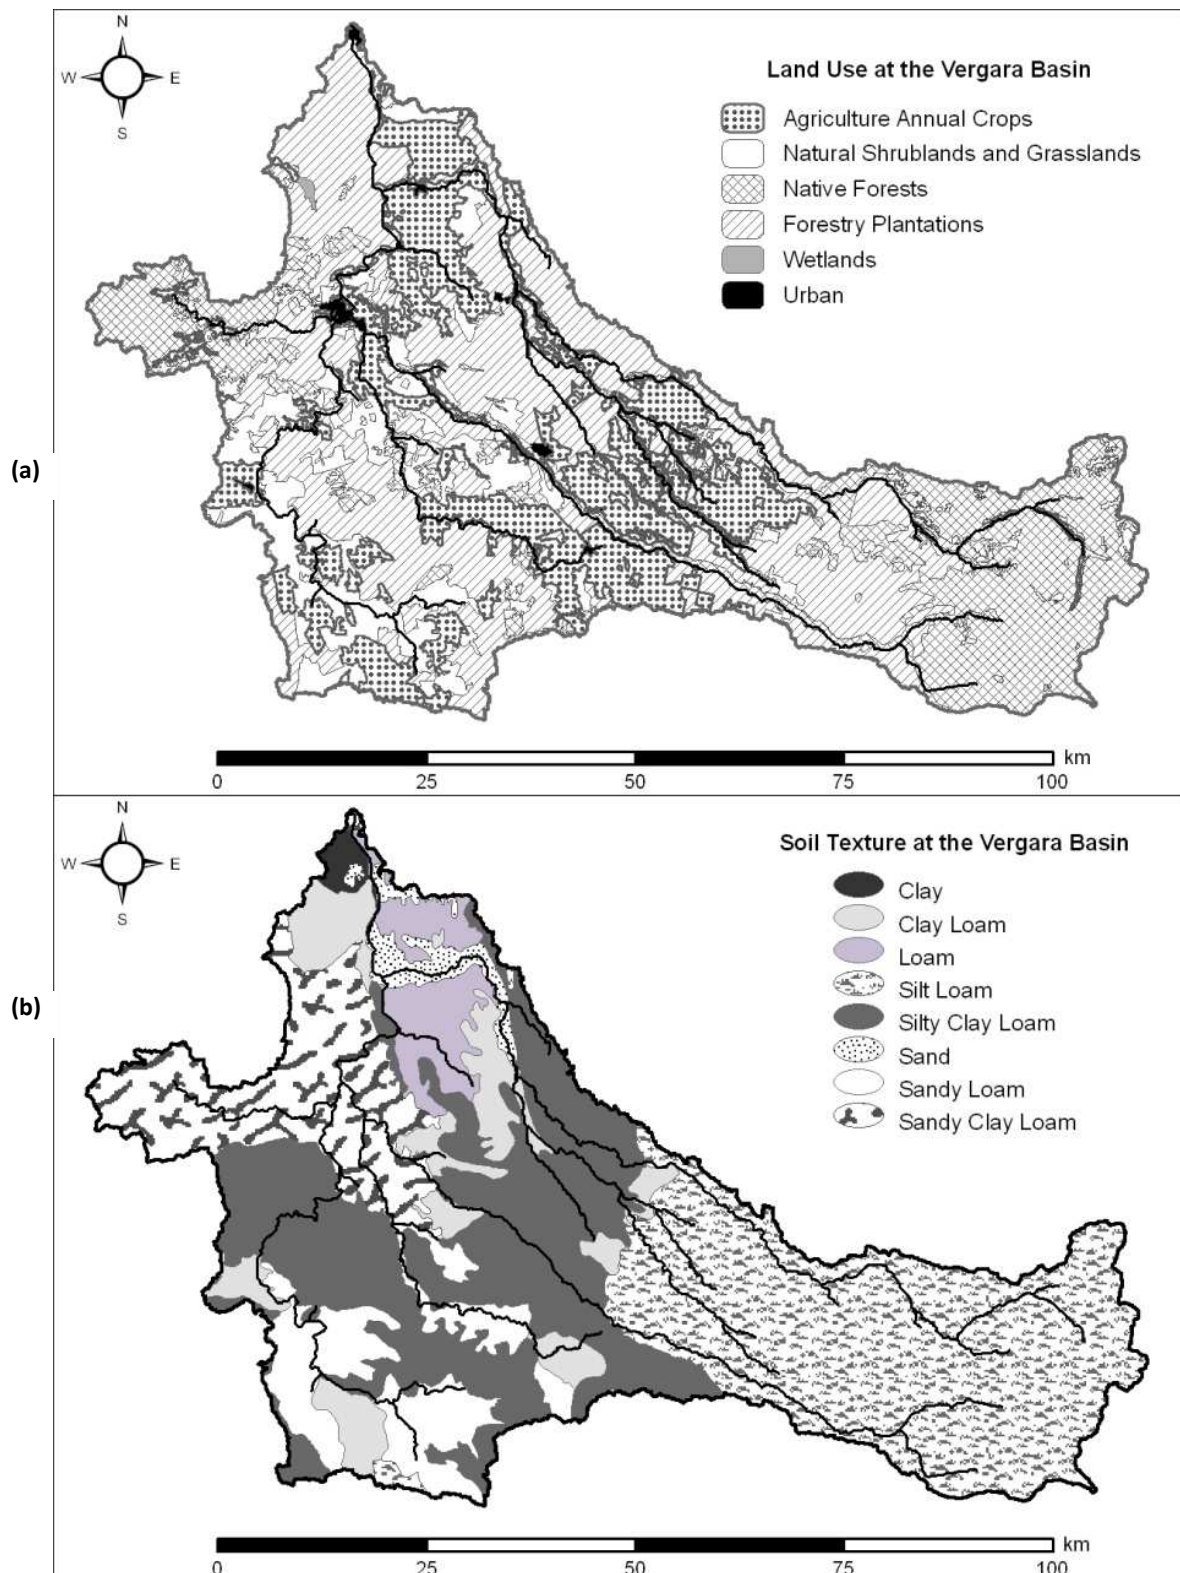 (a)
N
W E
S
Land Use at the Vergara Basin
Agriculture Annual Crops
Natural Shrublands and Grasslands
Native Forests
Forestry Plantations
Wetlands
Urban
km
0 25 50 75 100
(b)
N
W E
S
Soil Texture at the Vergara Basin
Clay
Clay Loam
Loam
Silt Loam
Silty Clay Loam
Sand
Sandy Loam
Sandy Clay Loam
km
0 25 50 75 100